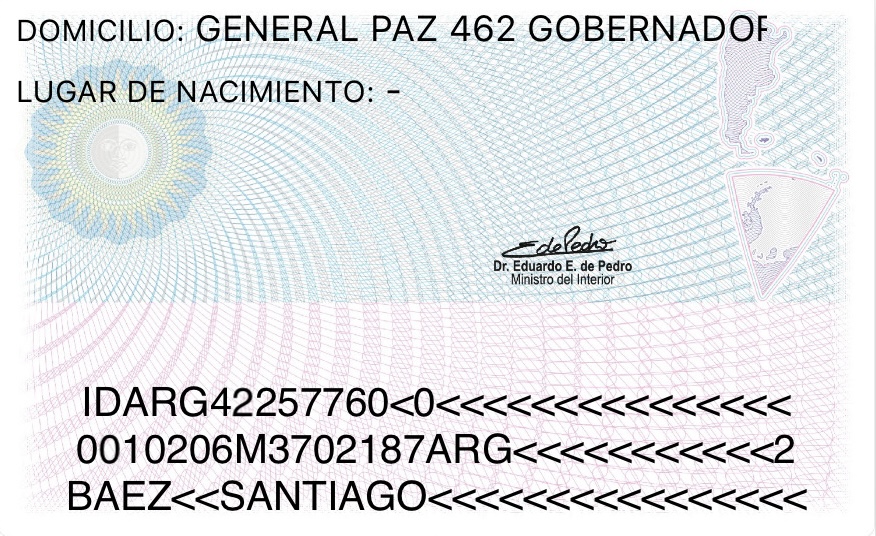 DOMICILIO: GENERAL PAZ 462 GOBERNADOR
LUGAR DE NACIMIENTO: -
EdePedro
Dr. Eduardo E. de Pedro
Ministro del Interior
IDARG42257760<0<<<<<<<<<<<<<<<
0010206M3702187ARG<<<<<<<<<<<2
BAEZ<<SANTIAGO<<<<<<<<<<<<<<<<